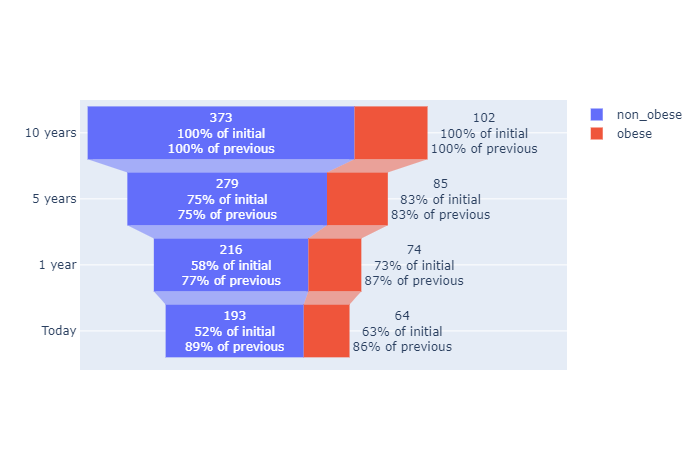 373
100% of initial
100% of previous
102
100% of initial
100% of previous
10 years
279
75% of initial
75% of previous
85
83% of initial
83% of previous
5 years
216
58% of initial
77% of previous
74
73% of initial
87% of previous
1 year
193
52% of initial
89% of previous
64
63% of initial
86% of previous
Today
non_obese
obese